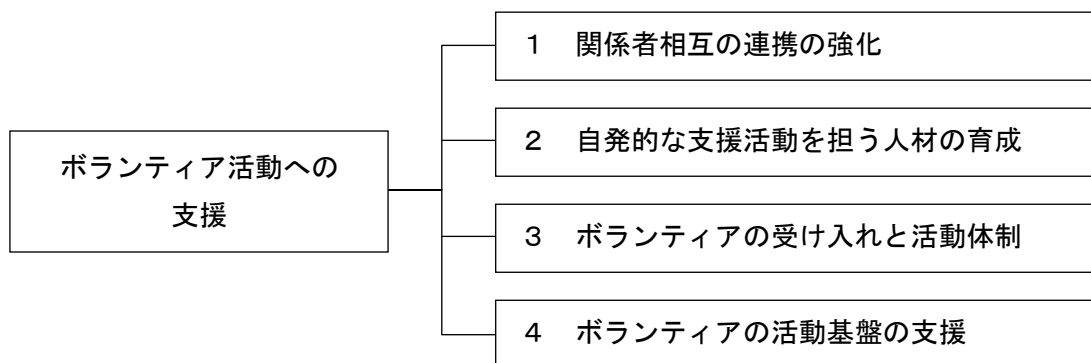 ボランティア活動への
支援
１　関係者相互の連携の強化
２　自発的な支援活動を担う人材の育成
３　ボランティアの受け入れと活動体制
４　ボランティアの活動基盤の支援